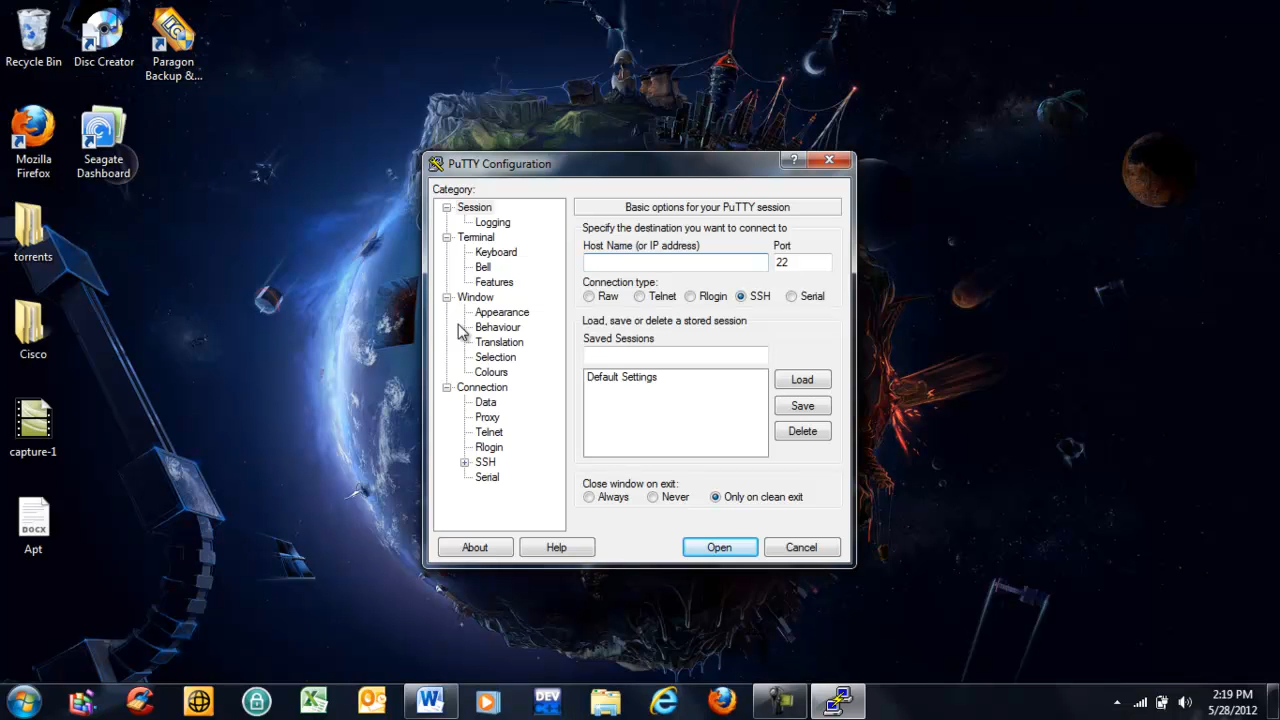 Recycle Bin
Disc Creator
Paragon
Backup &...
Mozilla
Firefox
Seagate
Dashboard
torrents
Cisco
capture-1
DOCX
Apt
PuTTY Configuration
?
Category:
Session
Logging
Terminal
Keyboard
Bell
Features
Window
Appearance
Behaviour
Translation
Selection
Colours
Connection
Data
Proxy
Telnet
Rlogin
SSH
Serial
Basic options for your PuTTY session
Specify the destination you want to connect to
Host Name (or IP address) Port
22
Connection type:
Raw Telnet Rlogin SSH Serial
Load, save or delete a stored session
Saved Sessions
Default Settings
Load
Save
Delete
Close window on exit:
Always Never Only on clean exit
About Help Open Cancel
DEV
2:19 PM
5/28/2012